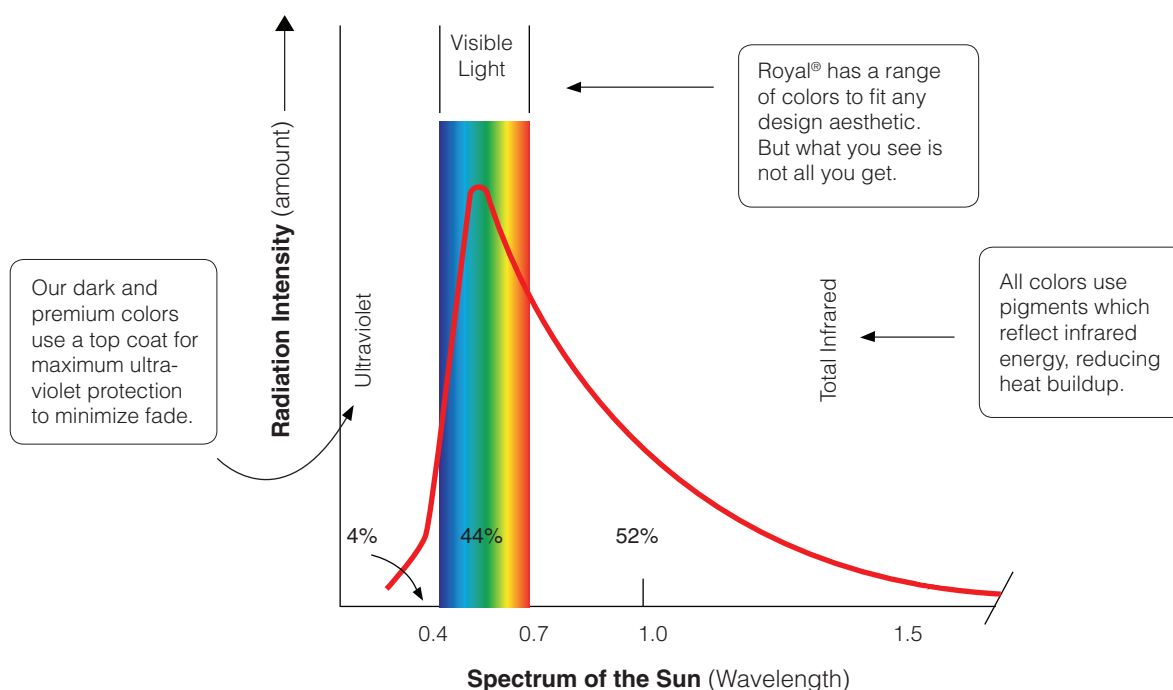 Visible
Light
Royal® has a range
of colors to fit any
design aesthetic.
But what you see is
not all you get.
Radiation Intensity (amount)
Our dark and
premium colors
use a top coat for
maximum ultra-
violet protection
to minimize fade.
Ultraviolet
Total Infrared
All colors use
pigments which
reflect infrared
energy, reducing
heat buildup.
4%
44%
52%
0.4
0.7
1.0
1.5
Spectrum of the Sun (Wavelength)